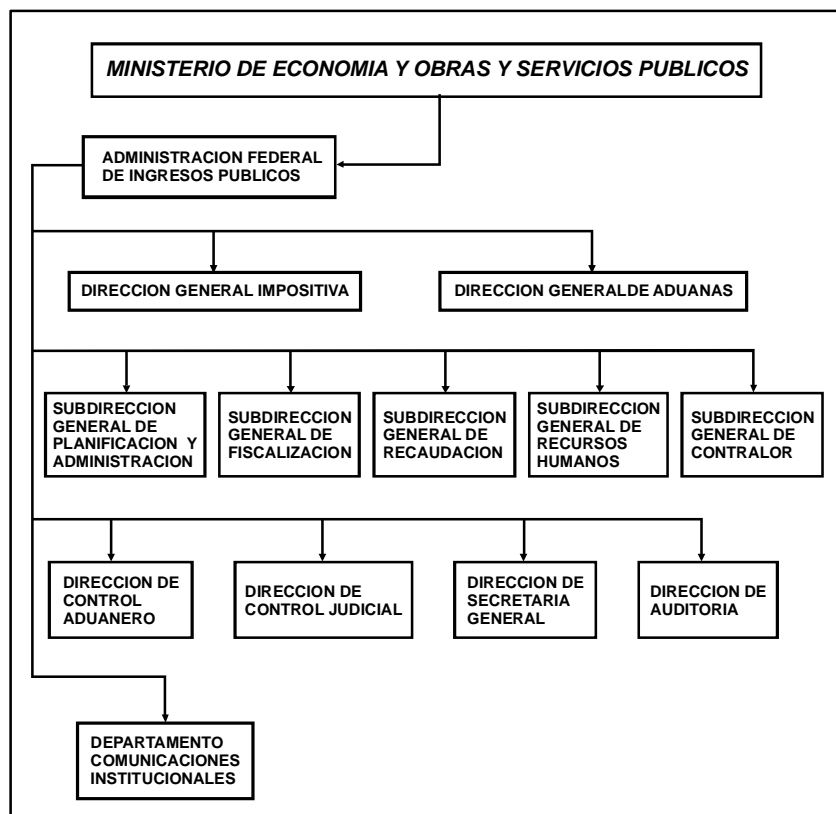 MINISTERIO DE ECONOMIA Y OBRAS Y SERVICIOS PUBLICOS
ADMINISTRACION FEDERAL
DE INGRESOS PUBLICOS
DIRECCION GENERAL IMPOSITIVA
DIRECCION GENERALDE ADUANAS
SUBDIRECCION
GENERAL DE
PLANIFICACION Y
ADMINISTRACION
SUBDIRECCION
GENERAL DE
FISCALIZACION
SUBDIRECCION
GENERAL DE
RECAUDACION
SUBDIRECCION
GENERAL DE
RECURSOS
HUMANOS
SUBDIRECCION
GENERAL DE
CONTRALOR
DIRECCION DE
CONTROL
ADUANERO
DIRECCION DE
CONTROL JUDICIAL
DIRECCION DE
SECRETARIA
GENERAL
DIRECCION DE
AUDITORIA
DEPARTAMENTO
COMUNICACIONES
INSTITUCIONALES